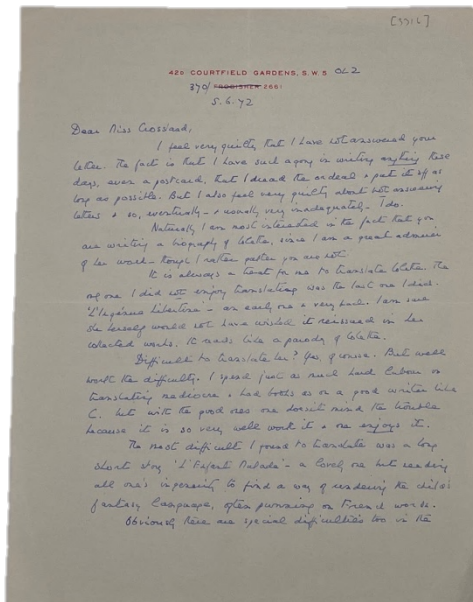 42b COURTFIELD GARDENS, S.W. 5 0LZ
370/ FROBISHER 2661
5.6.72
Dear Miss Crosland,
I feel very guilty that I have not answered your
letter. The fact is that I have such agony in writing anything these
days, even a postcard, that I dread the ordeal & put it off as
long as possible. But I also feel very guilty about not answering
letters & so, eventually – & usually very inadequately – I do.
Naturally I am most interested in the fact that you
are writing a biography of Colette, since I am a great admirer
of her work – though I rather gather you are not
It is always a treat for me to translate Colette. The
only one I did not enjoy translating was the last one I did.
'L'Ingénue Libertine' – an early one & very bad. I am sure
she herself would not have wished it reissued in her
collected works. It reads like a parody of Colette.
Difficult to translate her? Yes, of course. But well
worth the difficulty. I spend just as much hard labour on
translating mediocre & bad books as on a good writer like
C. but with the good ones one doesn't mind the trouble
because it is so very well worth it & one enjoys it.
The most difficult I found to translate was a long
short story 'L'Enfant Malade' – a lovely one but needing
all one's ingenuity to find a way of rendering the child's
fantasy language, often punning on French words.
Obviously there are special difficulties too in the